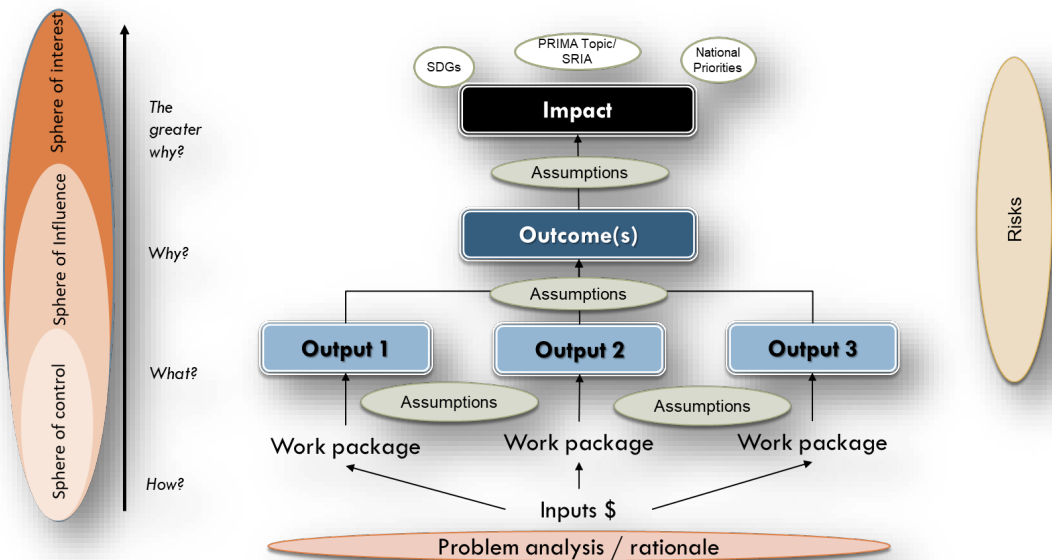 Sphere of interest
Sphere of Influence
Sphere of control
The
greater
why?
Why?
What?
How?
SDGs
PRIMA Topic/
SRIA
National
Priorities
Impact
Assumptions
Outcome(s)
Assumptions
Output 1
Output 2
Output 3
Assumptions
Assumptions
Work package
Work package
Work package
Inputs $
Problem analysis / rationale
Risks